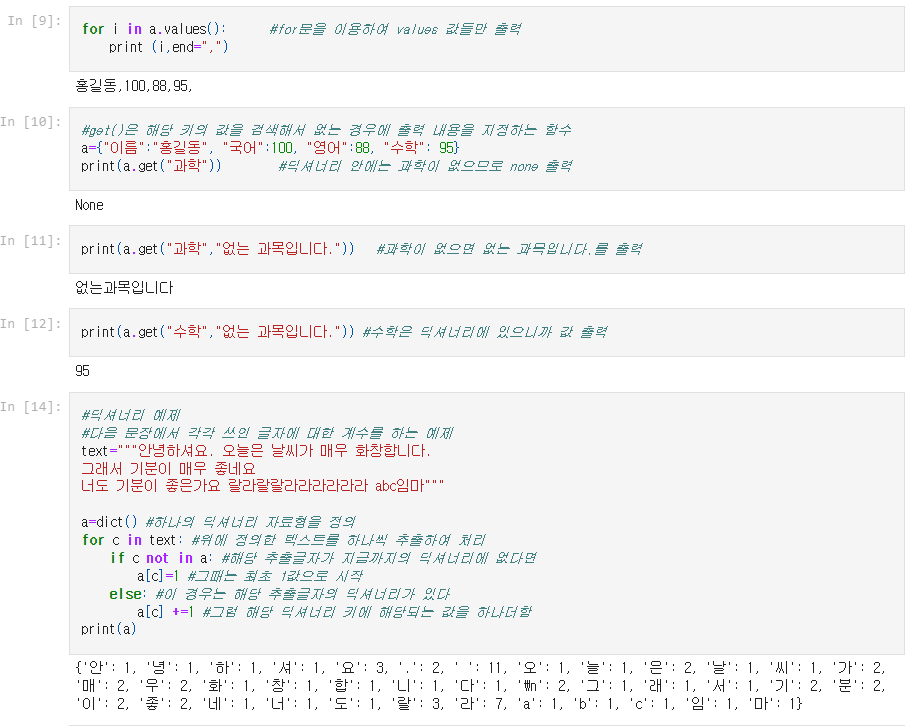 In [9]:
for i in a.values():      #for문을 이용하여 values 값들만 출력
    print (i,end=",")
홍길동,100,88,95,
In [10]:
#get()은 해당 키의 값을 검색해서 없는 경우에 출력 내용을 지정하는 함수
a={"이름":"홍길동", "국어":100, "영어":88, "수학": 95}
print(a.get("과학"))        #딕셔너리 안에는 과학이 없으므로 none 출력
None
In [11]:
print(a.get("과학","없는 과목입니다."))   #과학이 없으면 없는 과목입니다.를 출력
없는과목입니다
In [12]:
print(a.get("수학","없는 과목입니다.")) #수학은 딕셔너리에 있으니까 값 출력
95
In [14]:
#딕셔너리 예제
#다음 문장에서 각각 쓰인 글자에 대한 계수를 하는 예제
text="""안녕하셔요. 오늘은 날씨가 매우 화창합니다.
그래서 기분이 매우 좋네요
너도 기분이 좋은가요 랄라랄랄라라라라라라 abc임마"""
a=dict() #하나의 딕셔너리 자료형을 정의
for c in text: #위에 정의한 텍스트를 하나씩 추출하여 처리
    if c not in a: #해당 추출글자가 지금까지의 딕셔너리에 없다면
        a[c]=1 #그때는 최초 1값으로 시작
    else: #이 경우는 해당 추출글자의 딕셔너리가 있다
        a[c] +=1 #그럼 해당 딕셔너리 키에 해당되는 값을 하나더함
print(a)
{'안': 1, '녕': 1, '하': 1, '셔': 1, '요': 3, '.': 2, ' ': 11, '오': 1, '늘': 1, '은': 2, '날': 1, '씨': 1, '가': 2,
'매': 2, '우': 2, '화': 1, '창': 1, '합': 1, '니': 1, '다': 1, '\n': 2, '그': 1, '래': 1, '서': 1, '기': 2, '분': 2,
'이': 2, '좋': 2, '네': 1, '너': 1, '도': 1, '랄': 3, '라': 7, 'a': 1, 'b': 1, 'c': 1, '임': 1, '마': 1}